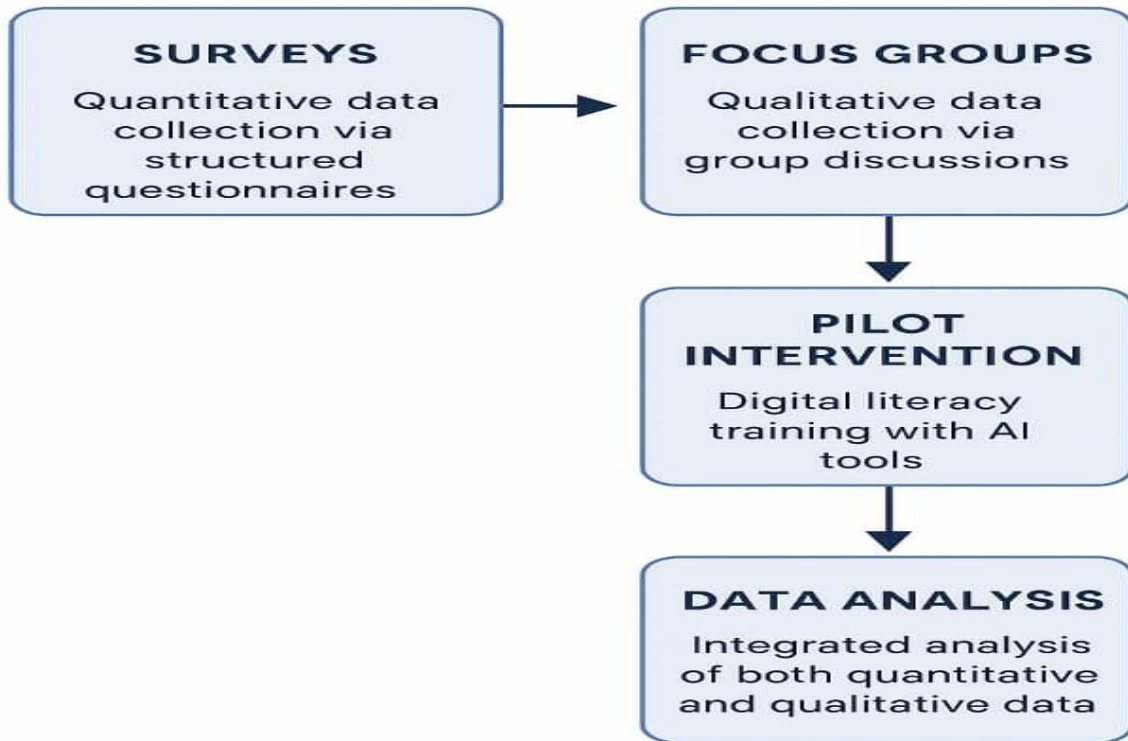 SURVEYS
Quantitative data
collection via
structured
questionnaires
FOCUS GROUPS
Qualitative data
collection via
group discussions
PILOT
INTERVENTION
Digital literacy
training with AI
tools
DATA ANALYSIS
Integrated analysis
of both quantitative
and qualitative data